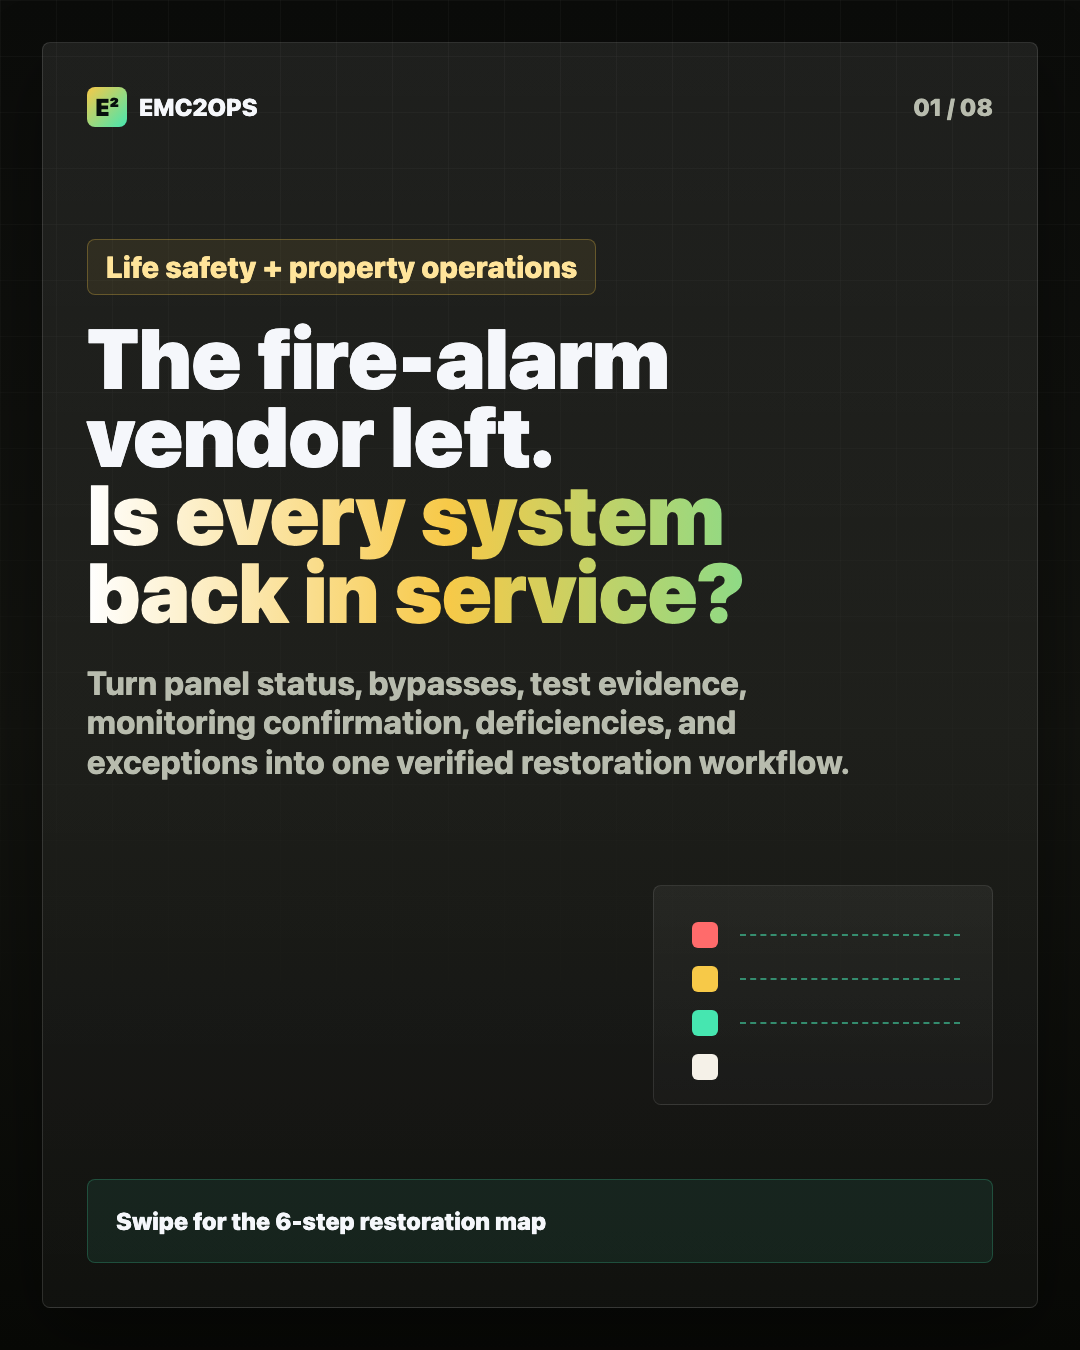 E² EMC2OPS
01 / 08
Life safety + property operations
The fire-alarm
vendor left.
Is every system
back in service?
Turn panel status, bypasses, test evidence,
monitoring confirmation, deficiencies, and
exceptions into one verified restoration workflow.
Swipe for the 6-step restoration map